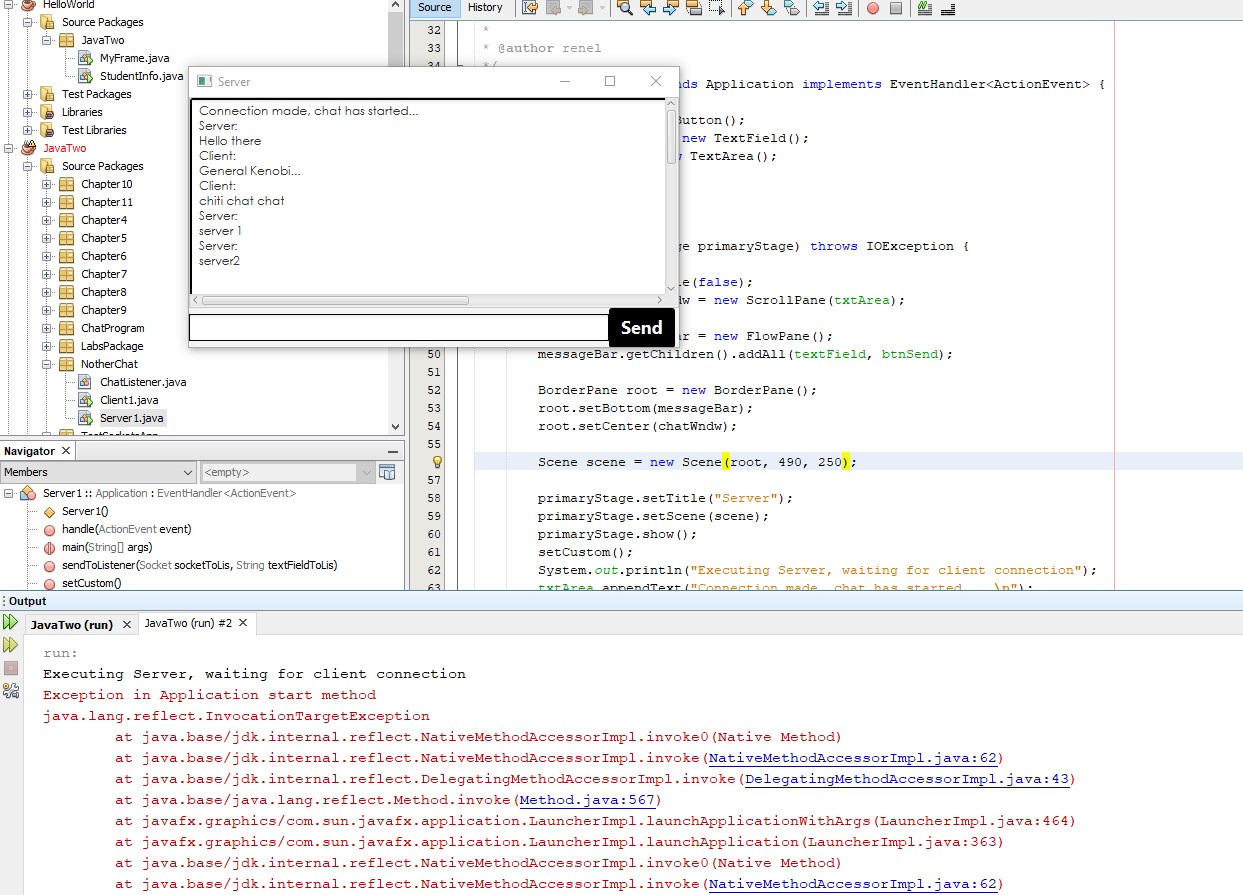 HelloWorld
Source Packages
JavaTwo
MyFrame.java
StudentInfo.java
Test Packages
Libraries
Test Libraries
JavaTwo
Source Packages
Chapter10
Chapter11
Chapter4
Chapter5
Chapter6
Chapter7
Chapter8
Chapter9
ChatProgram
LabsPackage
NotherChat
ChatListener.java
Client1.java
Server1.java
TestSocketsApp
Navigator
Members
<empty>
Server1 :: Application : EventHandler<ActionEvent>
Server1()
handle(ActionEvent event)
main(String[] args)
sendToListener(Socket socketToLis, String textFieldToLis)
setCustom()
Server
Connection made, chat has started...
Server:
Hello there
Client:
General Kenobi...
Client:
chiti chat chat
Server:
server 1
Server:
server2
Send
Source History
32 *
33 * @author renel
34 */
nds Application implements EventHandler<ActionEvent> {
Button();
new TextField();
TextArea();
ge primaryStage) throws IOException {
(false);
= new ScrollPane(txtArea);
= new FlowPane();
50 messageBar.getChildren().addAll(textField, btnSend);
51
52 BorderPane root = new BorderPane();
53 root.setBottom(messageBar);
54 root.setCenter(chatWndw);
55
Scene scene = new Scene(root, 490, 250);
57
58 primaryStage.setTitle("Server");
59 primaryStage.setScene(scene);
60 primaryStage.show();
61 setCustom();
62 System.out.println("Executing Server, waiting for client connection");
63 txtArea.appendText("Connection made, chat has started... \n");
Output
JavaTwo (run) JavaTwo (run) #2
run:
Executing Server, waiting for client connection
Exception in Application start method
java.lang.reflect.InvocationTargetException
at java.base/jdk.internal.reflect.NativeMethodAccessorImpl.invoke0(Native Method)
at java.base/jdk.internal.reflect.NativeMethodAccessorImpl.invoke(NativeMethodAccessorImpl.java:62)
at java.base/jdk.internal.reflect.DelegatingMethodAccessorImpl.invoke(DelegatingMethodAccessorImpl.java:43)
at java.base/java.lang.reflect.Method.invoke(Method.java:567)
at javafx.graphics/com.sun.javafx.application.LauncherImpl.launchApplicationWithArgs(LauncherImpl.java:464)
at javafx.graphics/com.sun.javafx.application.LauncherImpl.launchApplication(LauncherImpl.java:363)
at java.base/jdk.internal.reflect.NativeMethodAccessorImpl.invoke0(Native Method)
at java.base/jdk.internal.reflect.NativeMethodAccessorImpl.invoke(NativeMethodAccessorImpl.java:62)